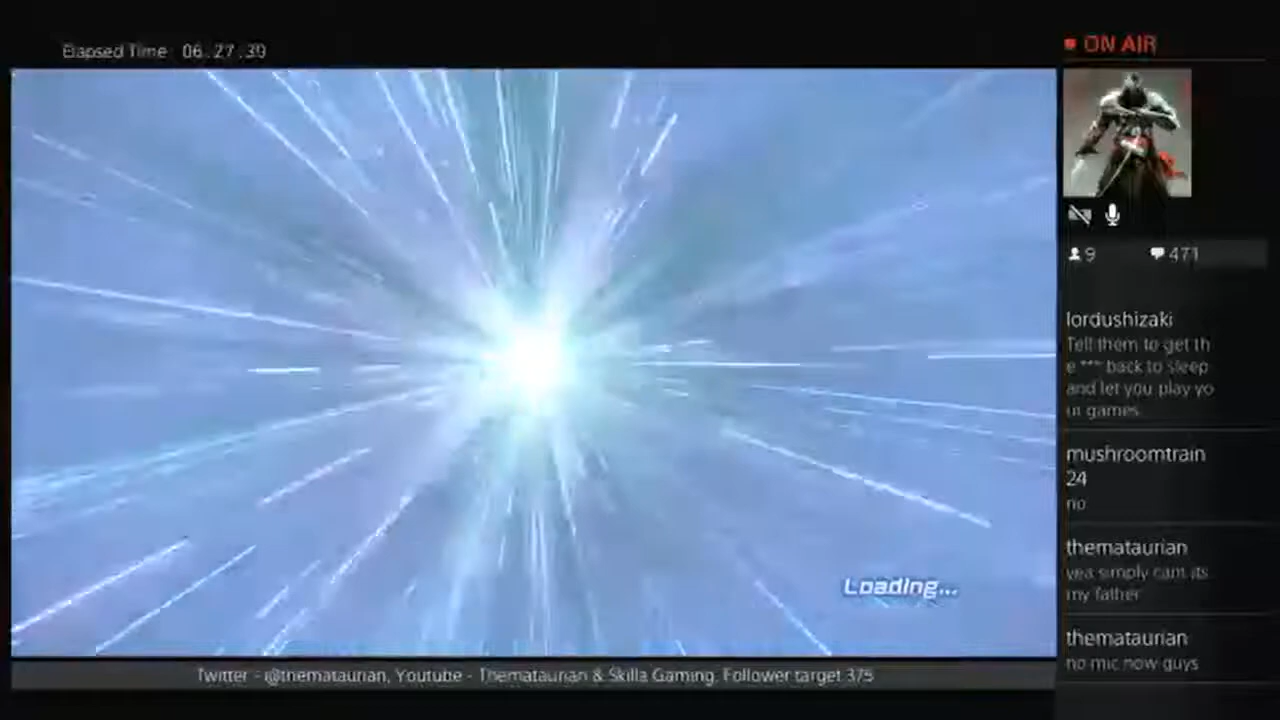 Elapsed Time 06.27.39
ON AIR
9 471
lordushizaki
Tell them to get th
e *** back to sleep
and let you play yo
ur games
mushroomtrain
24
no
themataurian
yea simply cant its
my father
themataurian
no mic now guys
Loading...
Twitter - @themataurian, Youtube - Themataurian & Skilla Gaming. Follower target 375